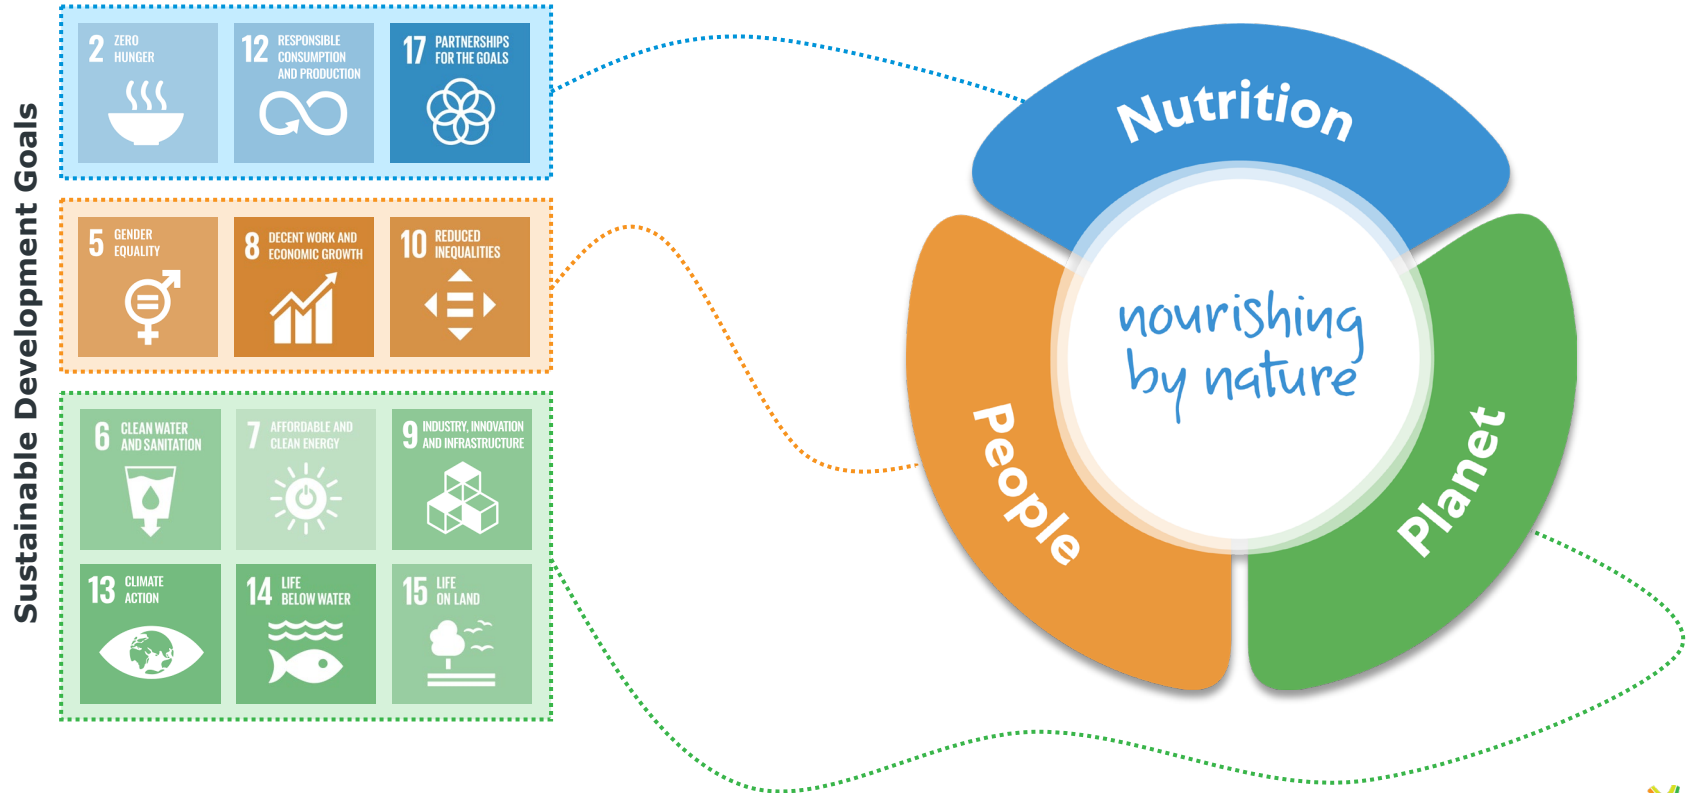 Sustainable Development Goals
2 ZERO
HUNGER
12 RESPONSIBLE
CONSUMPTION
AND PRODUCTION
17 PARTNERSHIPS
FOR THE GOALS
5 GENDER
EQUALITY
8 DECENT WORK AND
ECONOMIC GROWTH
10 REDUCED
INEQUALITIES
6 CLEAN WATER
AND SANITATION
7 AFFORDABLE AND
CLEAN ENERGY
9 INDUSTRY, INNOVATION
AND INFRASTRUCTURE
13 CLIMATE
ACTION
14 LIFE
BELOW WATER
15 LIFE
ON LAND
Nutrition
nourishing
by nature
People
Planet